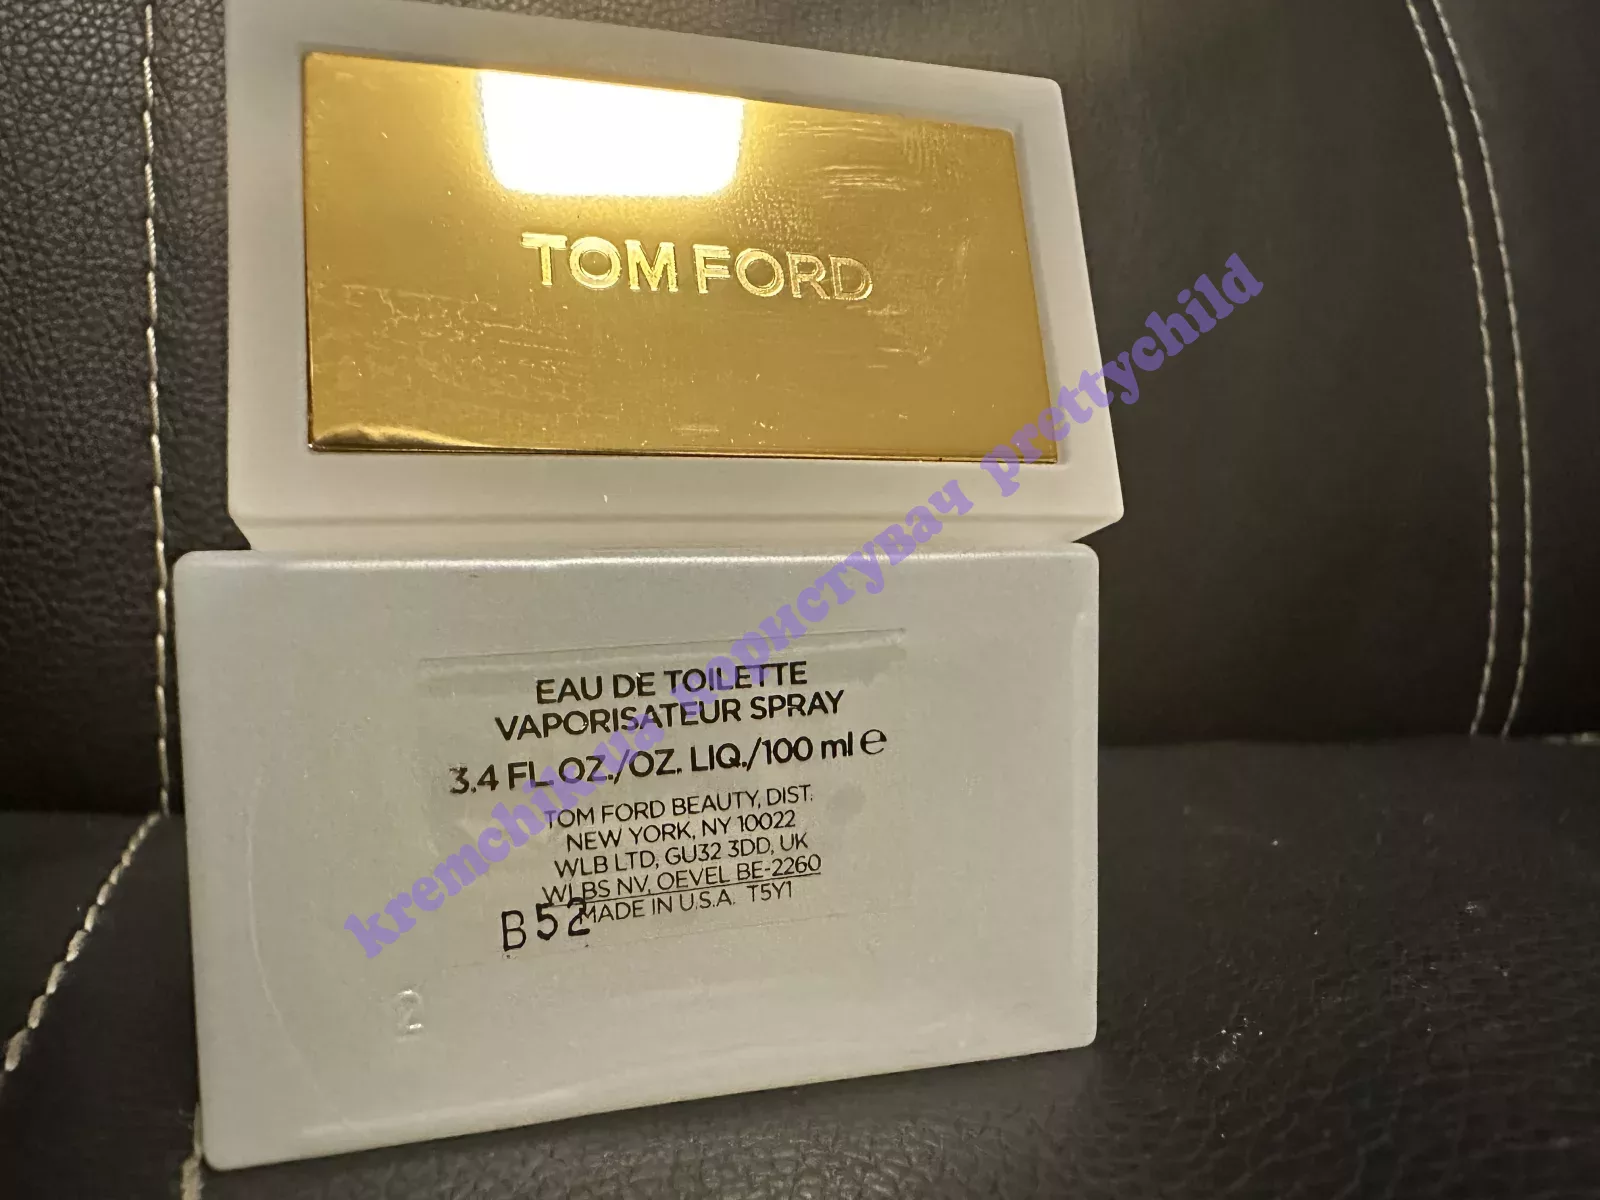 TOM FORD
EAU DE TOILETTE
VAPORISATEUR SPRAY
3.4 FL OZ./OZ. LIQ./100 ml ℮
TOM FORD BEAUTY, DIST.
NEW YORK, NY 10022
WLB LTD, GU32 3DD, UK
WLBS NV, OEVEL BE-2260
MADE IN U.S.A. T5Y1
B52
2
kremchik.ua користувач prettychild